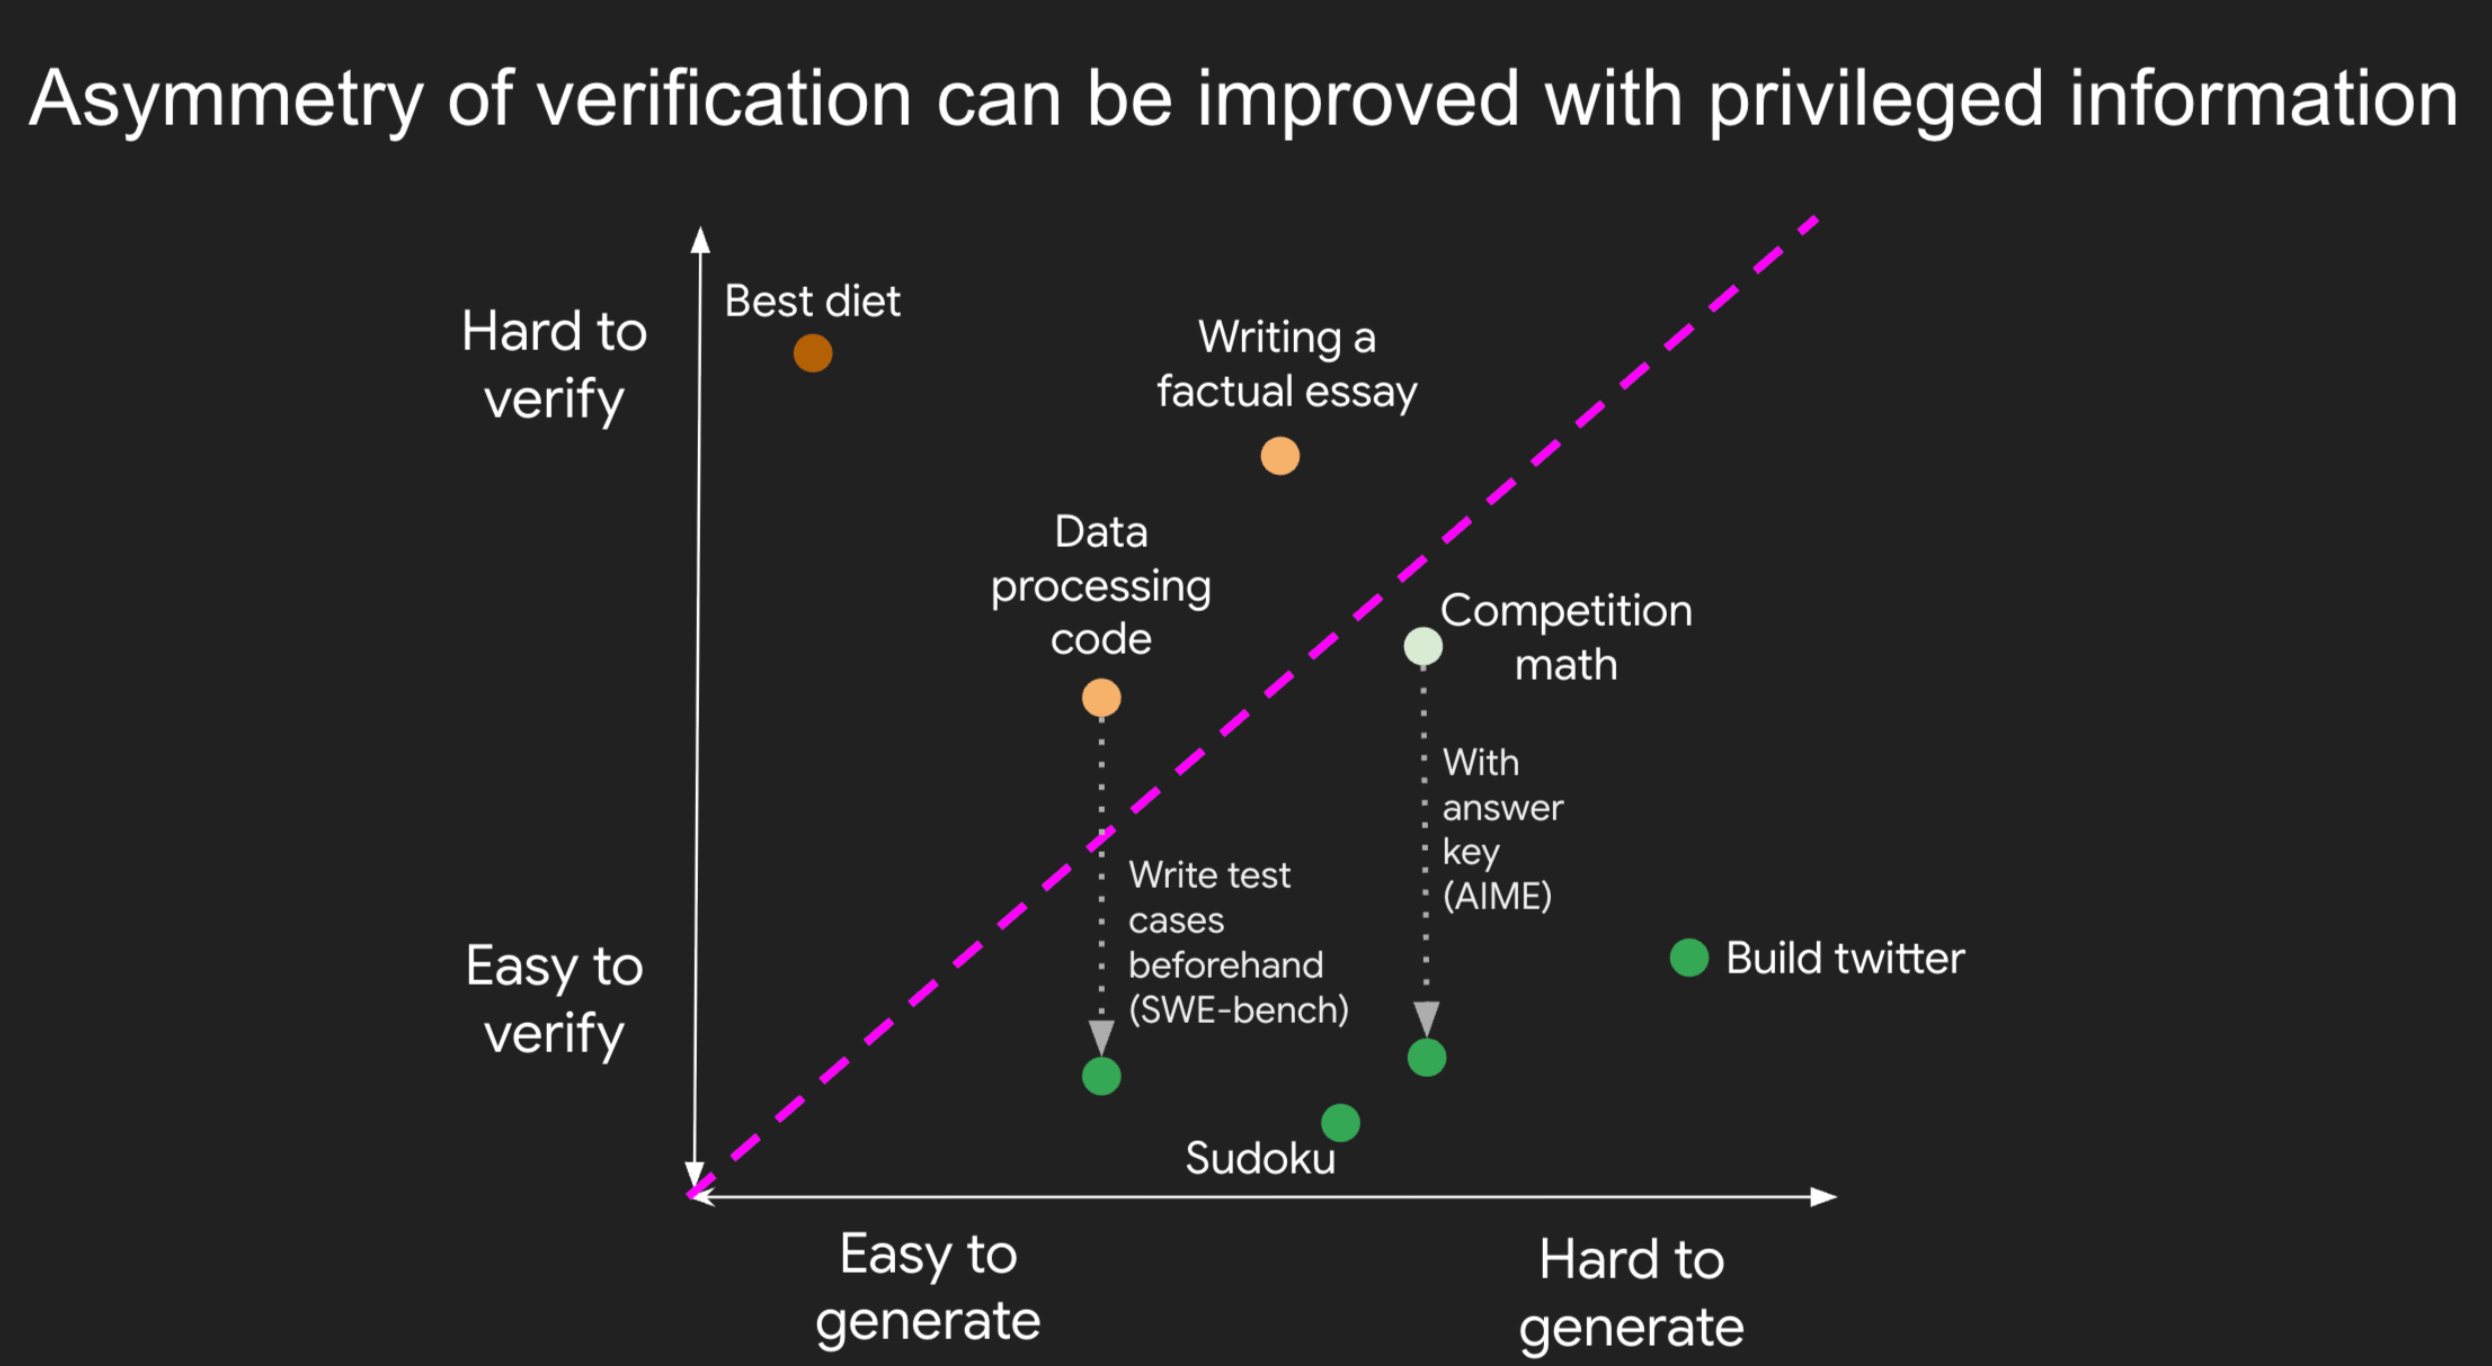 Asymmetry of verification can be improved with privileged information
Hard to
verify
Best diet
Writing a
factual essay
Data
processing
code
Competition
math
With
answer
key
(AIME)
Write test
cases
beforehand
(SWE-bench)
Easy to
verify
Build twitter
Sudoku
Easy to
generate
Hard to
generate